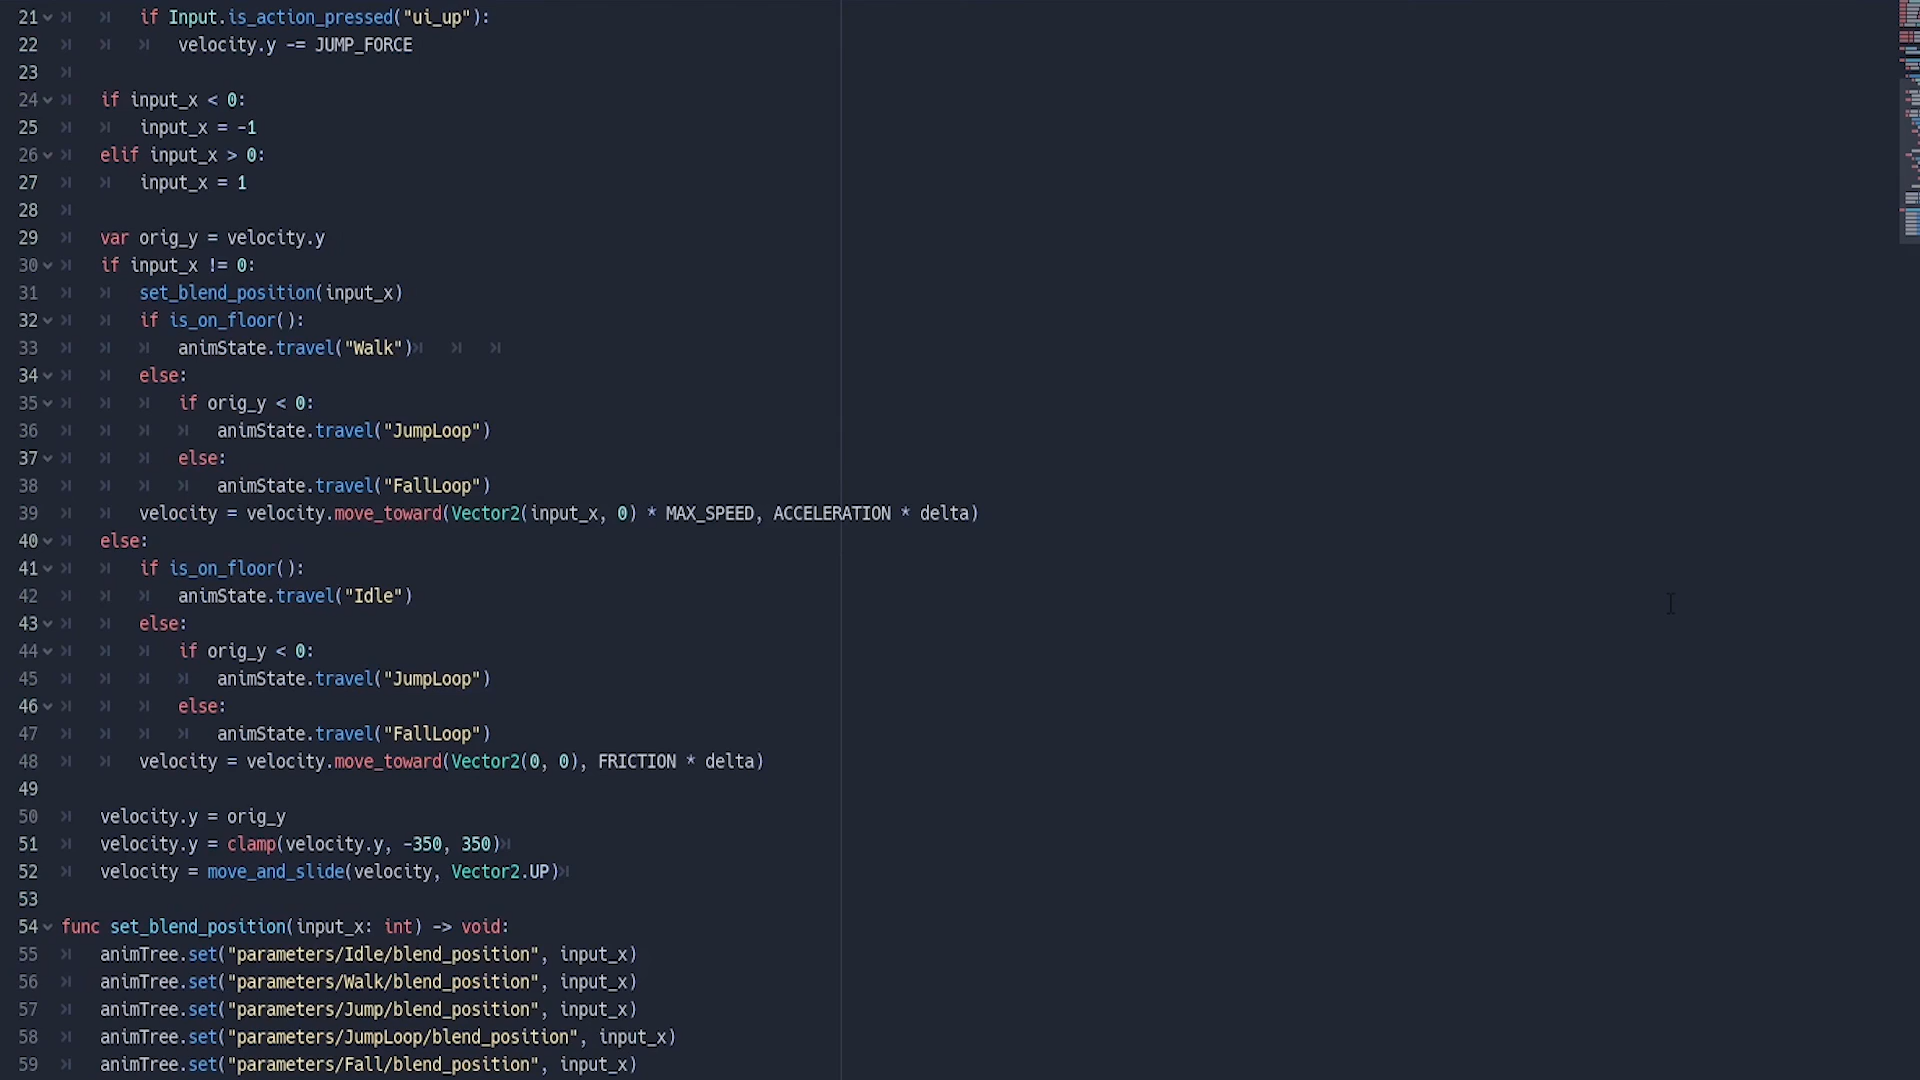 21 if Input.is_action_pressed("ui_up"):
22 velocity.y -= JUMP_FORCE
23
24 if input_x < 0:
25 input_x = -1
26 elif input_x > 0:
27 input_x = 1
28
29 var orig_y = velocity.y
30 if input_x != 0:
31 set_blend_position(input_x)
32 if is_on_floor():
33 animState.travel("Walk")
34 else:
35 if orig_y < 0:
36 animState.travel("JumpLoop")
37 else:
38 animState.travel("FallLoop")
39 velocity = velocity.move_toward(Vector2(input_x, 0) * MAX_SPEED, ACCELERATION * delta)
40 else:
41 if is_on_floor():
42 animState.travel("Idle")
43 else:
44 if orig_y < 0:
45 animState.travel("JumpLoop")
46 else:
47 animState.travel("FallLoop")
48 velocity = velocity.move_toward(Vector2(0, 0), FRICTION * delta)
49
50 velocity.y = orig_y
51 velocity.y = clamp(velocity.y, -350, 350)
52 velocity = move_and_slide(velocity, Vector2.UP)
53
54 func set_blend_position(input_x: int) -> void:
55 animTree.set("parameters/Idle/blend_position", input_x)
56 animTree.set("parameters/Walk/blend_position", input_x)
57 animTree.set("parameters/Jump/blend_position", input_x)
58 animTree.set("parameters/JumpLoop/blend_position", input_x)
59 animTree.set("parameters/Fall/blend_position", input_x)